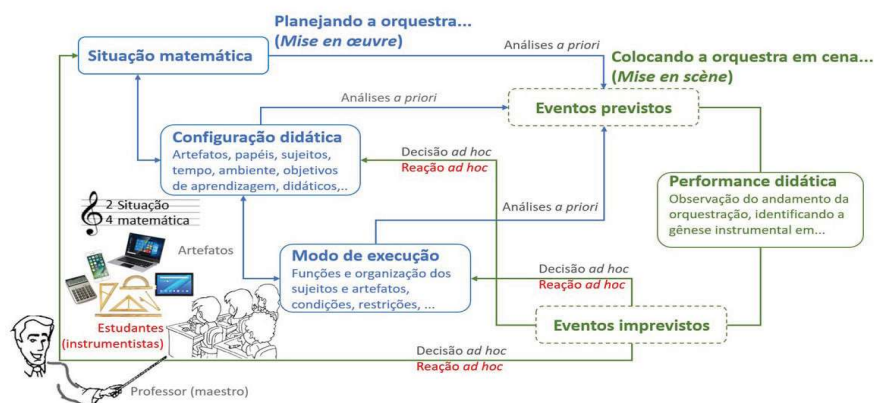 Planejando a orquestra...
(Mise en œuvre)
Situação matemática
Análises a priori
Colocando a orquestra em cena...
(Mise en scène)
Análises a priori
Eventos previstos
Configuração didática
Artefatos, papéis, sujeitos,
tempo, ambiente, objetivos
de aprendizagem, didáticos,..
Decisão ad hoc
Reação ad hoc
Performance didática
Observação do andamento da
orquestração, identificando a
gênese instrumental em...
2 Situação
4 matemática
Análises a priori
Artefatos
Modo de execução
Funções e organização dos
sujeitos e artefatos,
condições, restrições, ...
Decisão ad hoc
Reação ad hoc
Eventos imprevistos
Estudantes
(instrumentistas)
Decisão ad hoc
Reação ad hoc
Professor (maestro)